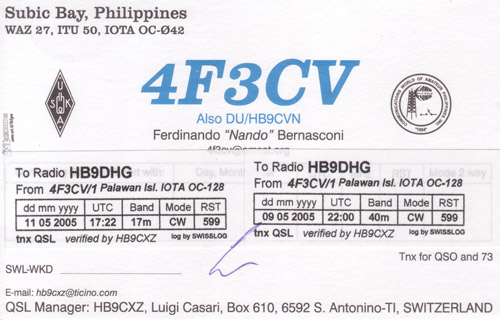 Subic Bay, Philippines
WAZ 27, ITU 50, IOTA OC-Ø42
4F3CV
Also DU/HB9CVN
Ferdinando "Nando" Bernasconi
USKA
To Radio HB9DHG
From 4F3CV/1 Palawan Isl. IOTA OC-128
dd mm yyyy UTC Band Mode RST
11 05 2005 17:22 17m CW 599
tnx QSL verified by HB9CXZ log by SWISSLOG
To Radio HB9DHG
From 4F3CV/1 Palawan Isl. IOTA OC-128
dd mm yyyy UTC Band Mode RST
09 05 2005 22:00 40m CW 599
tnx QSL verified by HB9CXZ log by SWISSLOG
SWL-WKD
Tnx for QSO and 73
E-mail: hb9cxz@ticino.com
QSL Manager: HB9CXZ, Luigi Casari, Box 610, 6592 S. Antonino-TI, SWITZERLAND